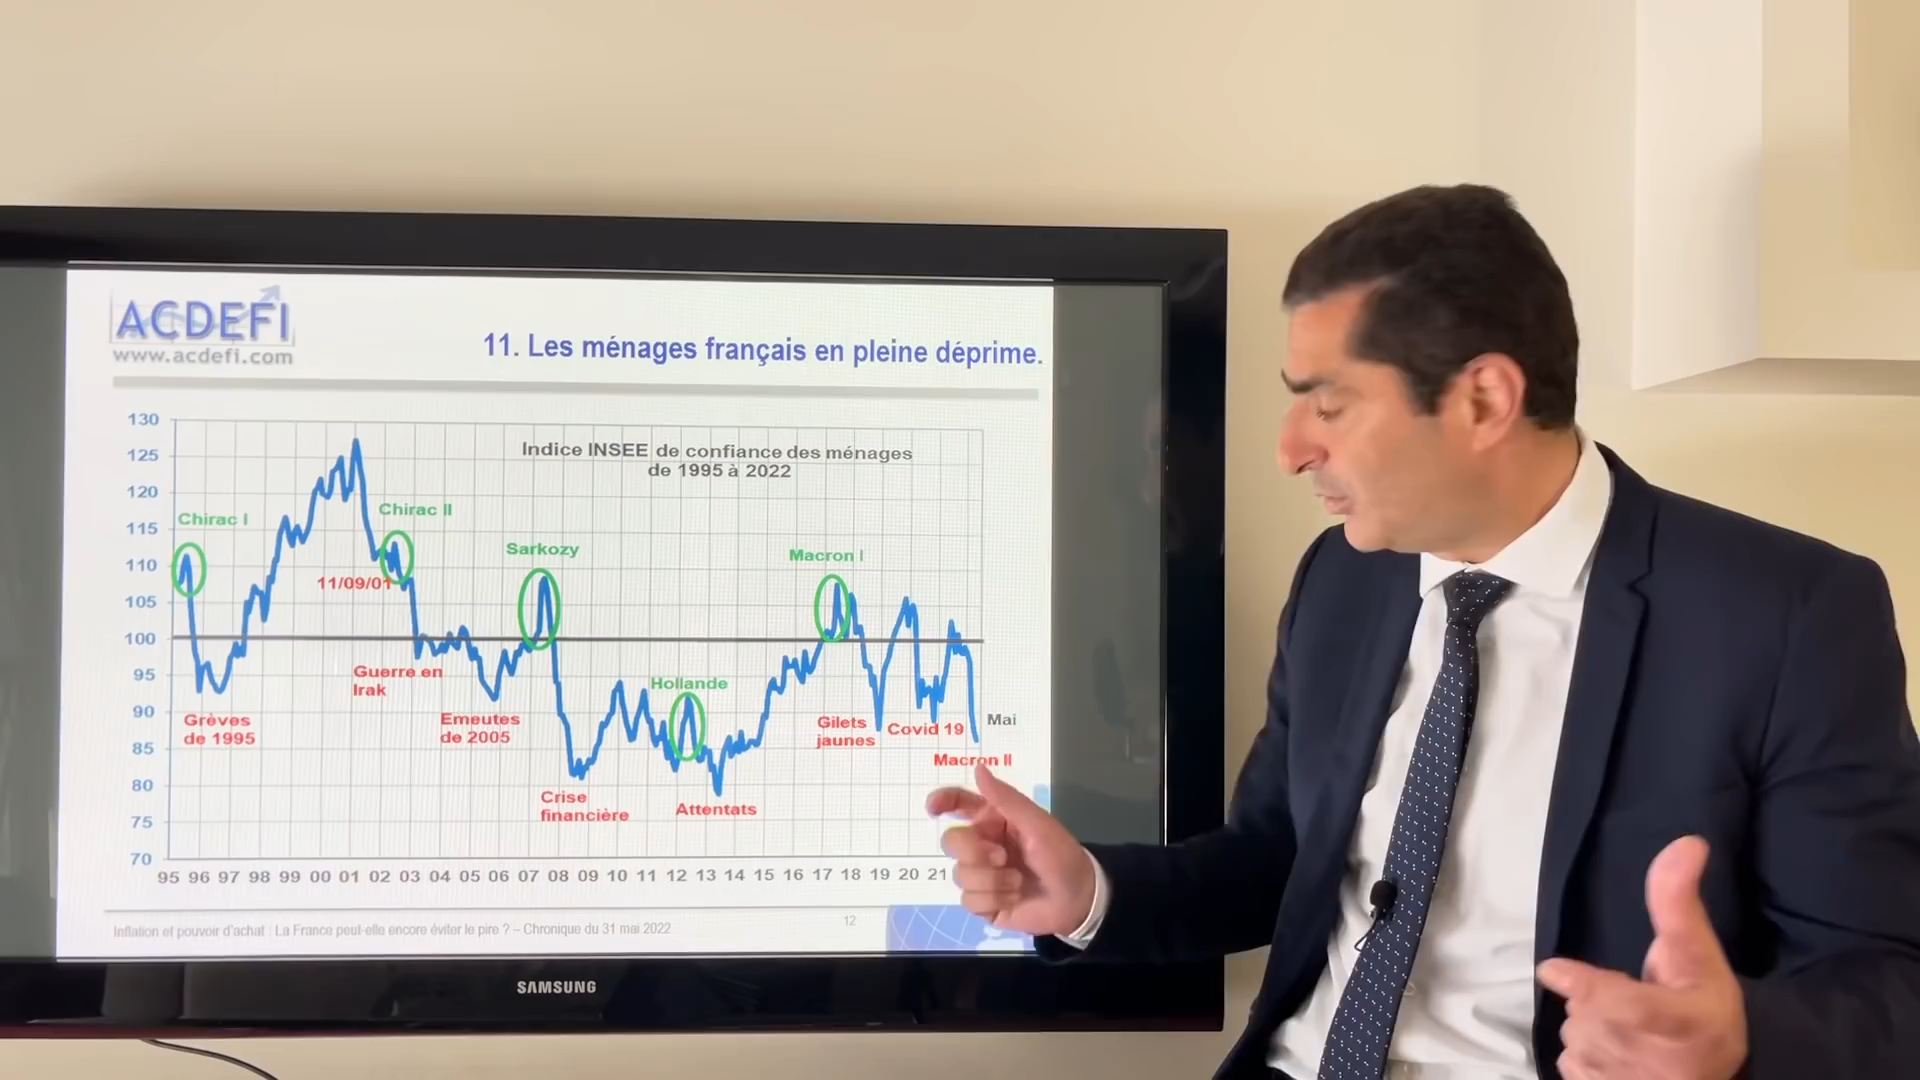 ACDEFI
www.acdefi.com
11. Les ménages français en pleine déprime.
Indice INSEE de confiance des ménages
de 1995 à 2022
130
125
120
115
110
105
100
95
90
85
80
75
70
Chirac I
Chirac II
11/09/01
Sarkozy
Macron I
Guerre en
Irak
Hollande
Grèves
de 1995
Emeutes
de 2005
Gilets
jaunes
Covid 19
Mai
Macron II
Crise
financière
Attentats
95 96 97 98 99 00 01 02 03 04 05 06 07 08 09 10 11 12 13 14 15 16 17 18 19 20 21
Inflation et pouvoir d'achat : La France peut-elle encore éviter le pire ? – Chronique du 31 mai 2022
12
SAMSUNG